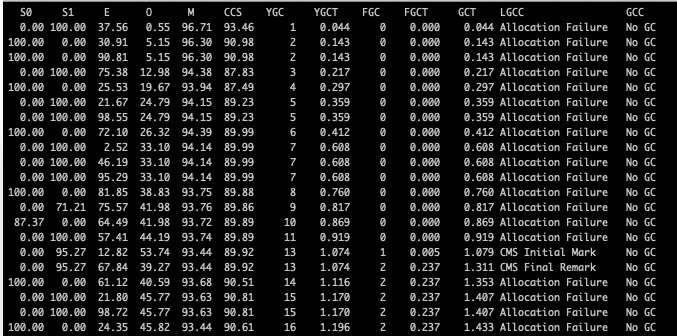 S0 S1 E O M CCS YGC YGCT FGC FGCT GCT LGCC GCC
0.00 100.00 37.56 0.55 96.71 93.46 1 0.044 0 0.000 0.044 Allocation Failure No GC
100.00 0.00 30.91 5.15 96.30 90.98 2 0.143 0 0.000 0.143 Allocation Failure No GC
100.00 0.00 90.81 5.15 96.30 90.98 2 0.143 0 0.000 0.143 Allocation Failure No GC
0.00 100.00 75.38 12.98 94.38 87.83 3 0.217 0 0.000 0.217 Allocation Failure No GC
100.00 0.00 25.53 19.67 93.94 87.49 4 0.297 0 0.000 0.297 Allocation Failure No GC
0.00 100.00 21.67 24.79 94.15 89.23 5 0.359 0 0.000 0.359 Allocation Failure No GC
0.00 100.00 98.55 24.79 94.15 89.23 5 0.359 0 0.000 0.359 Allocation Failure No GC
100.00 0.00 72.10 26.32 94.39 89.99 6 0.412 0 0.000 0.412 Allocation Failure No GC
0.00 100.00 2.52 33.10 94.14 89.99 7 0.608 0 0.000 0.608 Allocation Failure No GC
0.00 100.00 46.19 33.10 94.14 89.99 7 0.608 0 0.000 0.608 Allocation Failure No GC
0.00 100.00 95.29 33.10 94.14 89.99 7 0.608 0 0.000 0.608 Allocation Failure No GC
100.00 0.00 81.85 38.83 93.75 89.88 8 0.760 0 0.000 0.760 Allocation Failure No GC
0.00 71.21 75.57 41.98 93.76 89.86 9 0.817 0 0.000 0.817 Allocation Failure No GC
87.37 0.00 64.49 41.98 93.72 89.89 10 0.869 0 0.000 0.869 Allocation Failure No GC
0.00 100.00 57.41 44.19 93.74 89.89 11 0.919 0 0.000 0.919 Allocation Failure No GC
0.00 95.27 12.82 53.74 93.44 89.92 13 1.074 1 0.005 1.079 CMS Initial Mark No GC
0.00 95.27 67.84 39.27 93.44 89.92 13 1.074 2 0.237 1.311 CMS Final Remark No GC
100.00 0.00 61.12 40.59 93.68 90.51 14 1.116 2 0.237 1.353 Allocation Failure No GC
0.00 100.00 21.80 45.77 93.63 90.81 15 1.170 2 0.237 1.407 Allocation Failure No GC
0.00 100.00 98.72 45.77 93.63 90.81 15 1.170 2 0.237 1.407 Allocation Failure No GC
100.00 0.00 24.35 45.82 93.44 90.61 16 1.196 2 0.237 1.433 Allocation Failure No GC